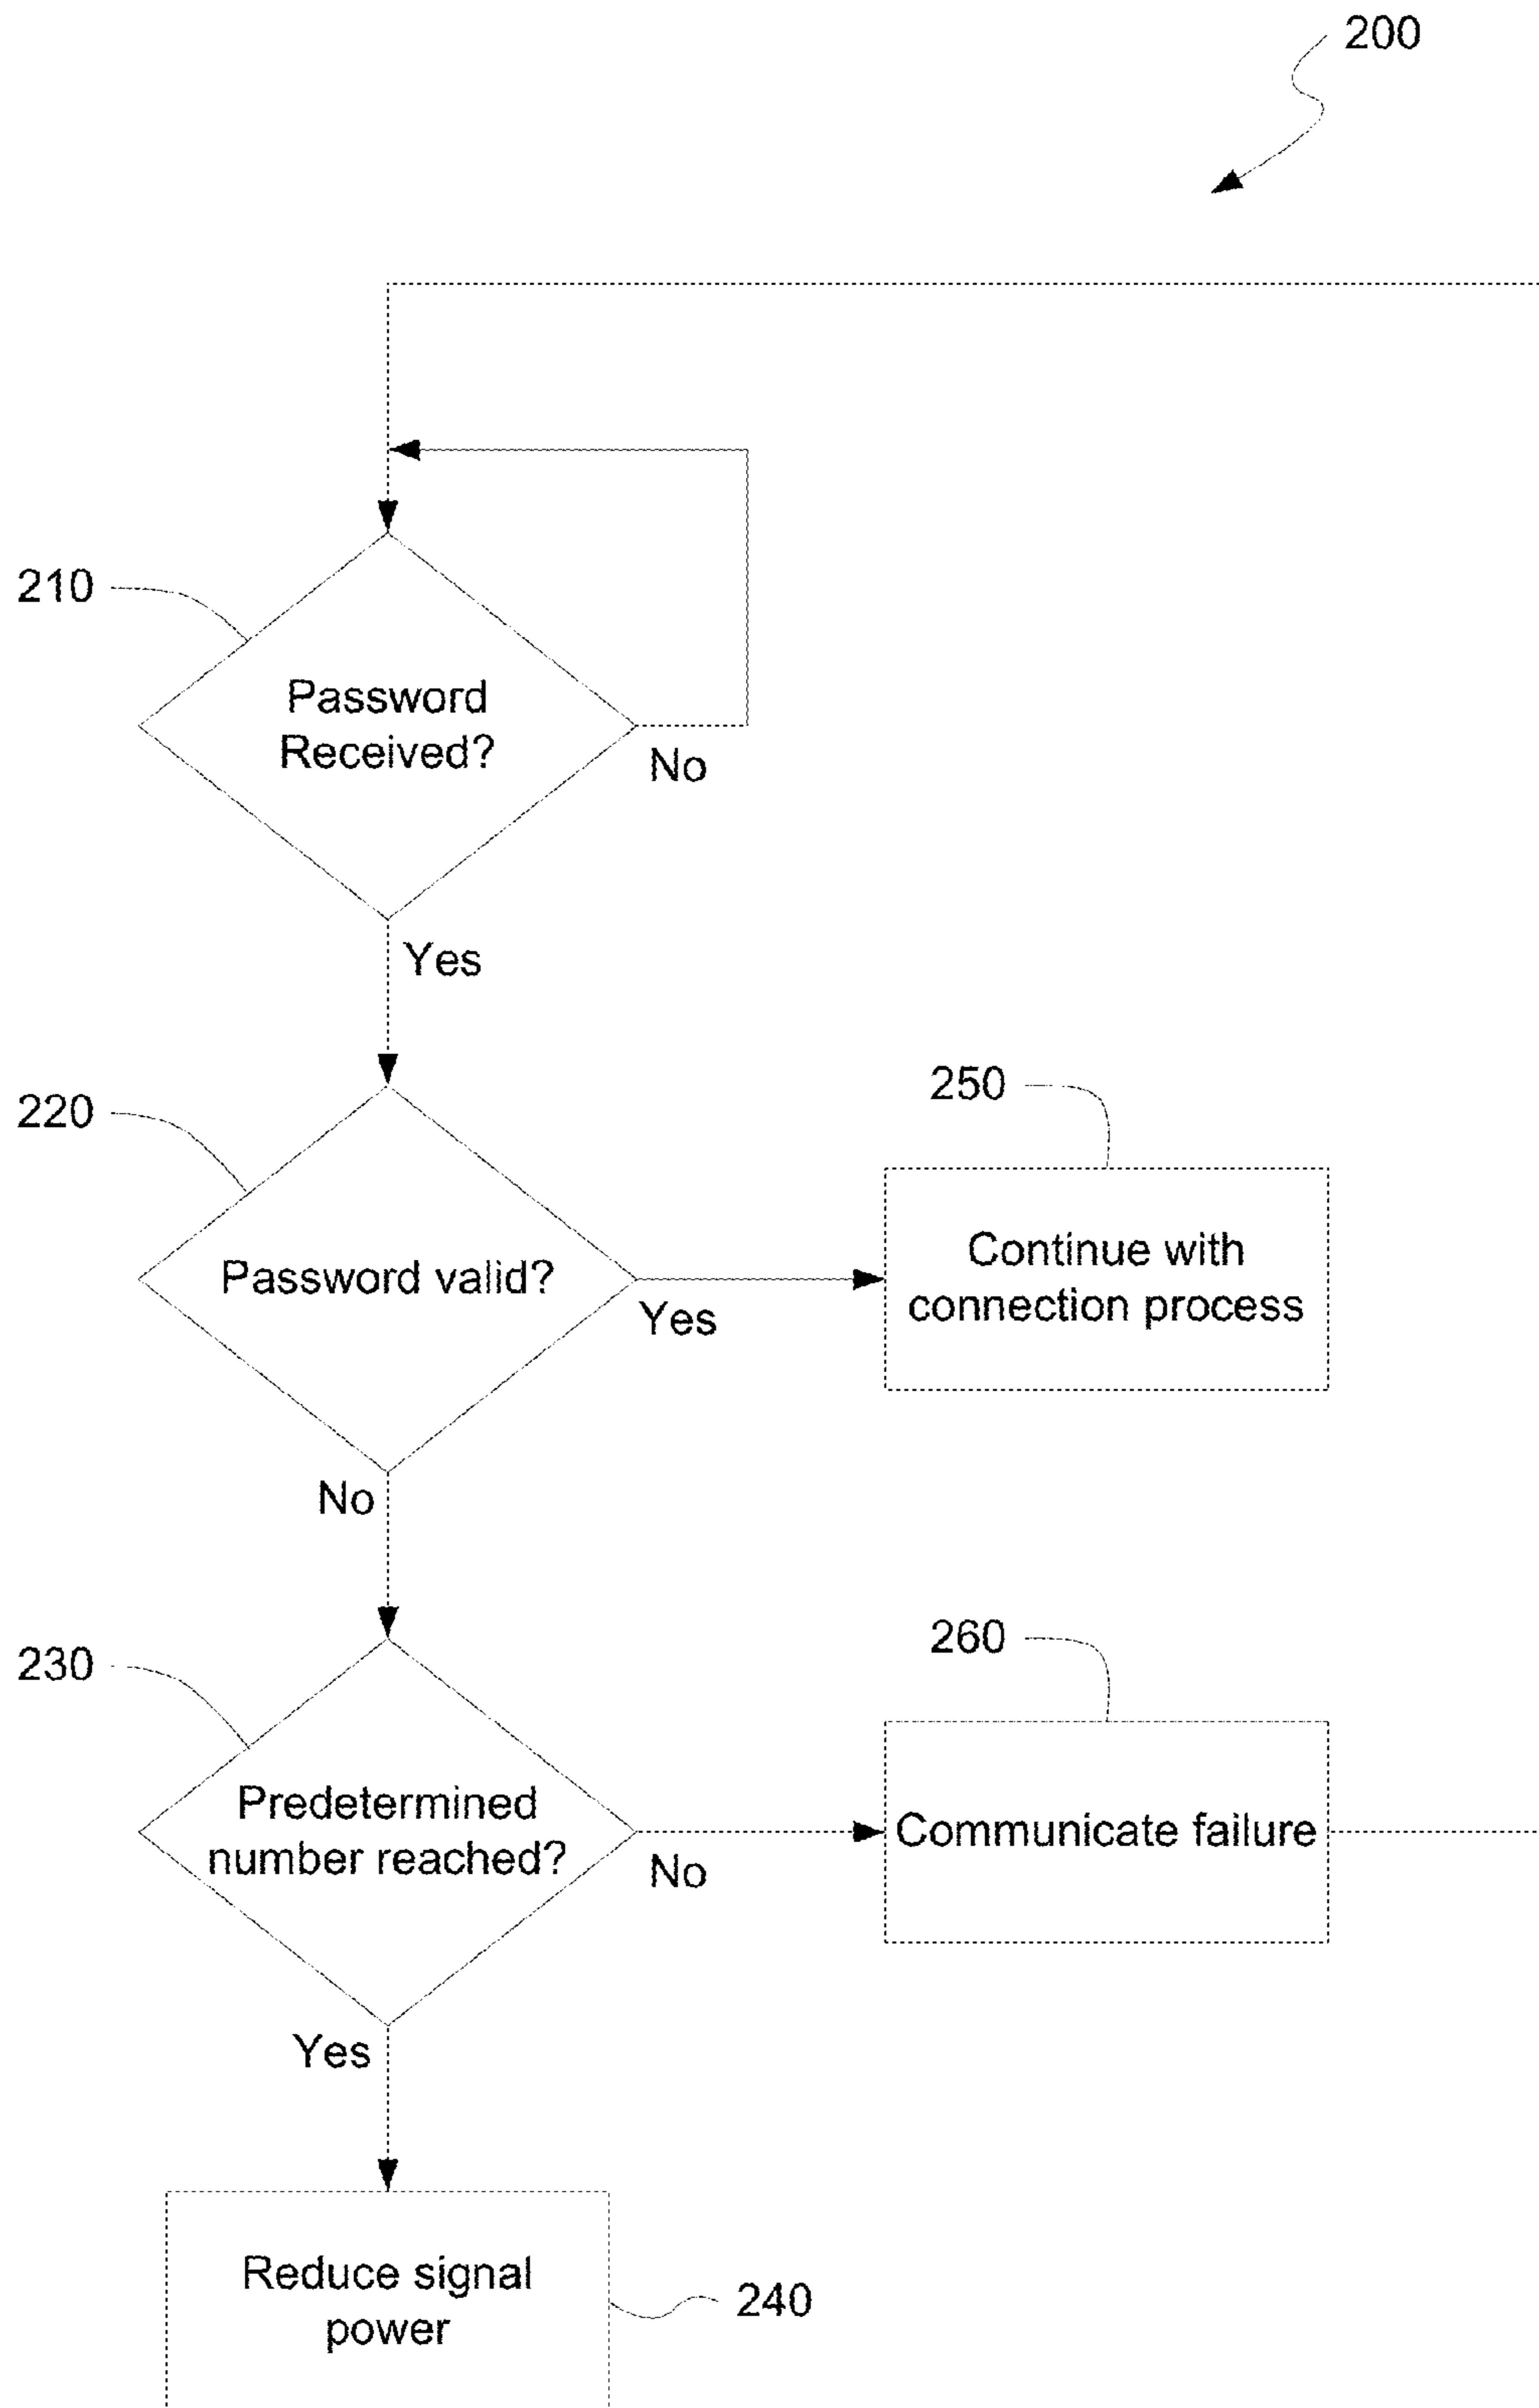 200
210
Password
Received?
No
Yes
220
Password valid?
Yes
250
Continue with
connection process
No
230
Predetermined
number reached?
No
260
Communicate failure
Yes
Reduce signal
power
240